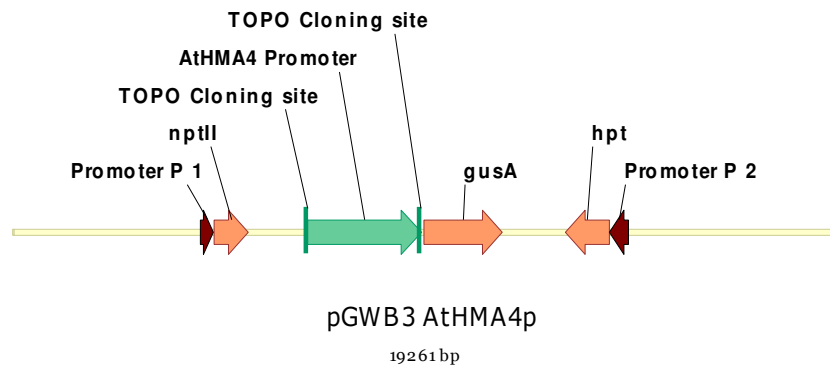 TOPO Cloning site
AtHMA4 Promoter
TOPO Cloning site
nptII hpt
Promoter P 1 gusA Promoter P 2
pGWB3 AtHMA4p
19261 bp